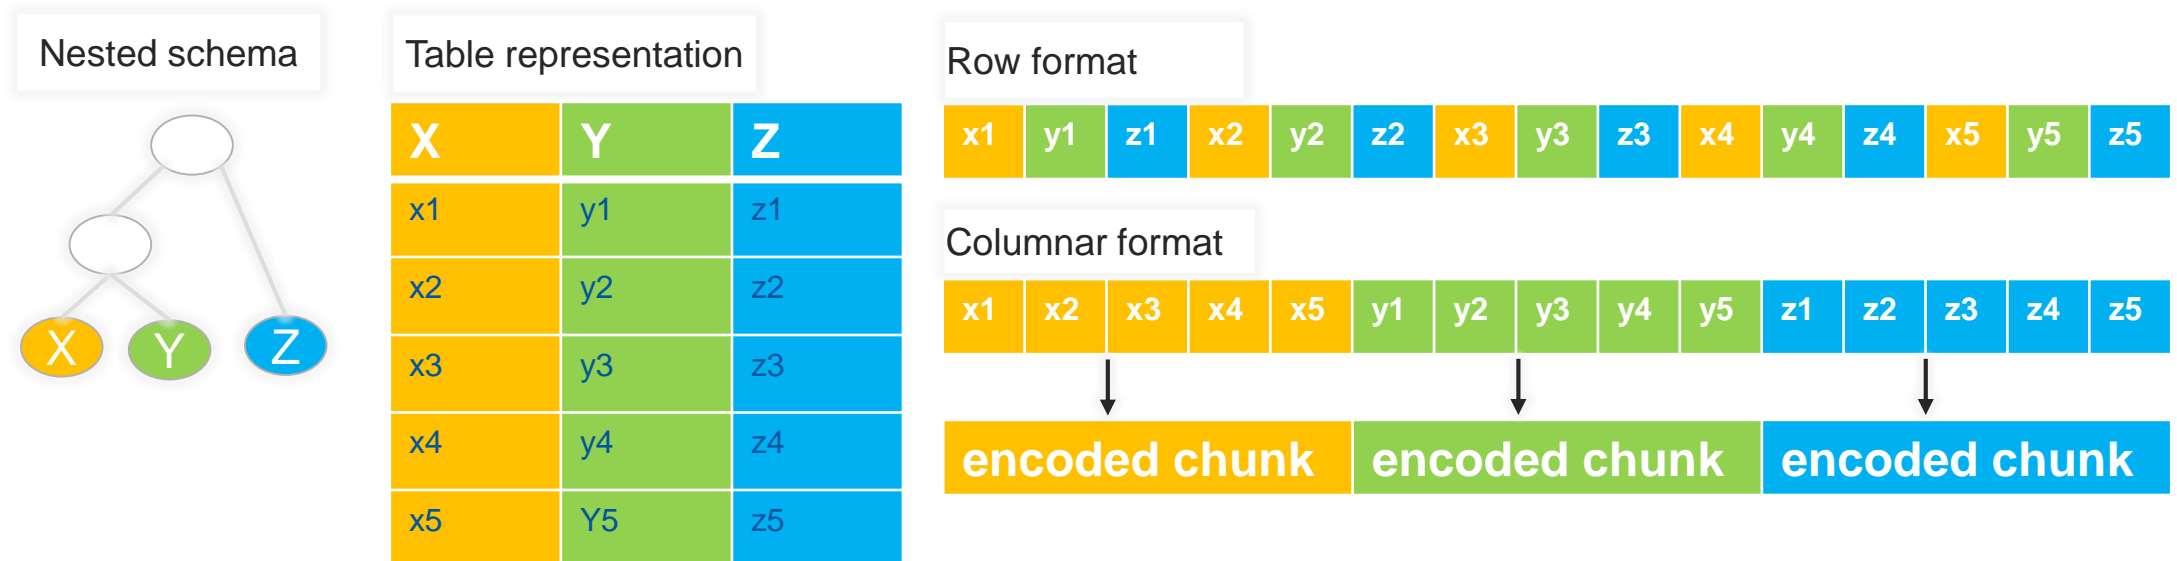 Nested schema
X Y Z
Table representation
X Y Z
x1 y1 z1
x2 y2 z2
x3 y3 z3
x4 y4 z4
x5 Y5 z5
Row format
x1 y1 z1 x2 y2 z2 x3 y3 z3 x4 y4 z4 x5 y5 z5
Columnar format
x1 x2 x3 x4 x5 y1 y2 y3 y4 y5 z1 z2 z3 z4 z5
encoded chunk encoded chunk encoded chunk